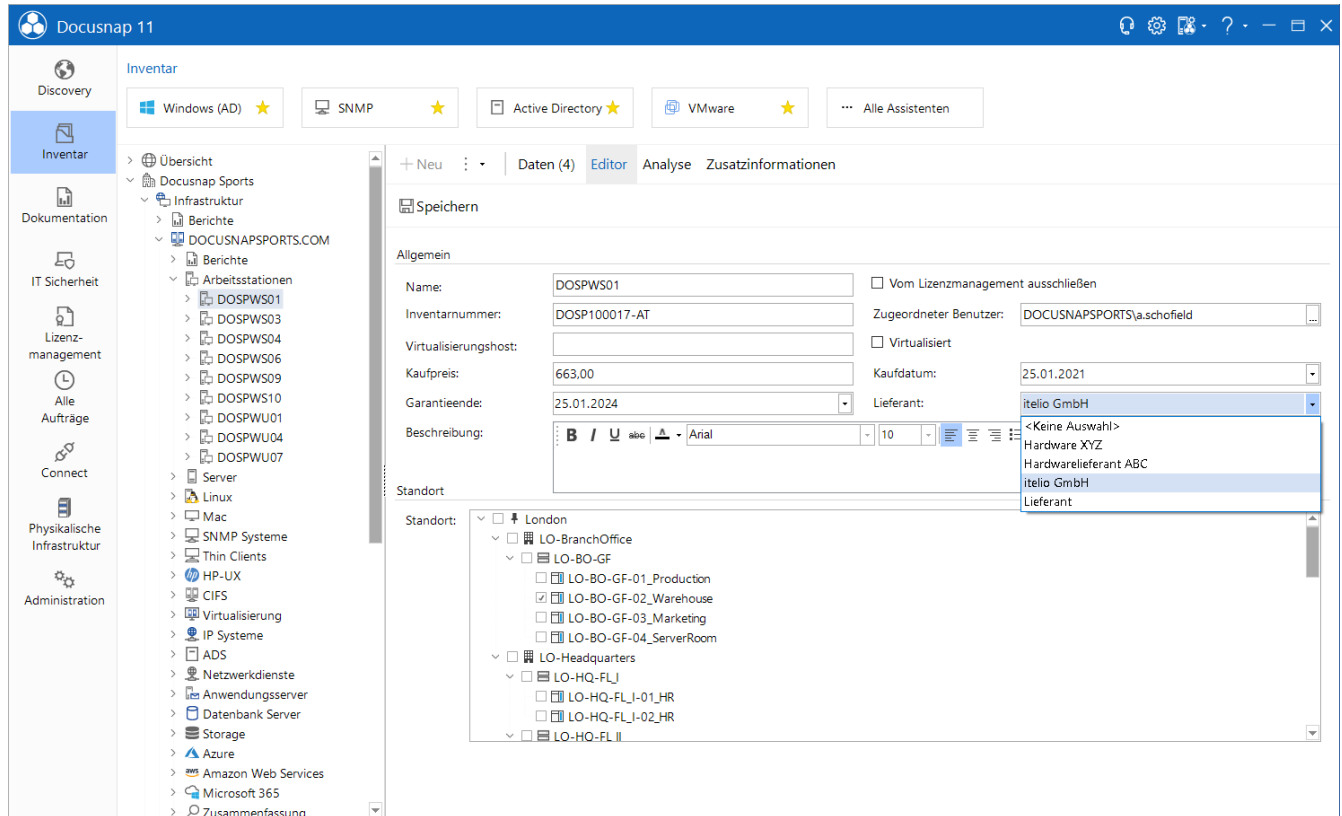 Docusnap 11
Discovery
Inventar
Dokumentation
IT Sicherheit
Lizenz-
management
Alle
Aufträge
Connect
Physikalische
Infrastruktur
Administration
Inventar
Windows (AD)
SNMP
Active Directory
VMware
··· Alle Assistenten
Übersicht
Docusnap Sports
Infrastruktur
Berichte
DOCUSNAPSPORTS.COM
Berichte
Arbeitsstationen
DOSPWS01
DOSPWS03
DOSPWS04
DOSPWS06
DOSPWS09
DOSPWS10
DOSPWU01
DOSPWU04
DOSPWU07
Server
Linux
Mac
SNMP Systeme
Thin Clients
HP-UX
CIFS
Virtualisierung
IP Systeme
ADS
Netzwerkdienste
Anwendungsserver
Datenbank Server
Storage
Azure
aws Amazon Web Services
Microsoft 365
Zusammenfassung
Neu Daten (4) Editor Analyse Zusatzinformationen
Speichern
Allgemein
Name: DOSPWS01 Vom Lizenzmanagement ausschließen
Inventarnummer: DOSP100017-AT Zugeordneter Benutzer: DOCUSNAPSPORTS\a.schofield ...
Virtualisierungshost: Virtualisiert
Kaufpreis: 663,00 Kaufdatum: 25.01.2021
Garantieende: 25.01.2024 Lieferant: itelio GmbH
Beschreibung: B I U abc A Arial 10
<Keine Auswahl>
Hardware XYZ
Hardwarelieferant ABC
itelio GmbH
Lieferant
Standort
Standort: London
LO-BranchOffice
LO-BO-GF
LO-BO-GF-01_Production
LO-BO-GF-02_Warehouse
LO-BO-GF-03_Marketing
LO-BO-GF-04_ServerRoom
LO-Headquarters
LO-HQ-FL_I
LO-HQ-FL_I-01_HR
LO-HQ-FL_I-02_HR
LO-HQ-FL_II